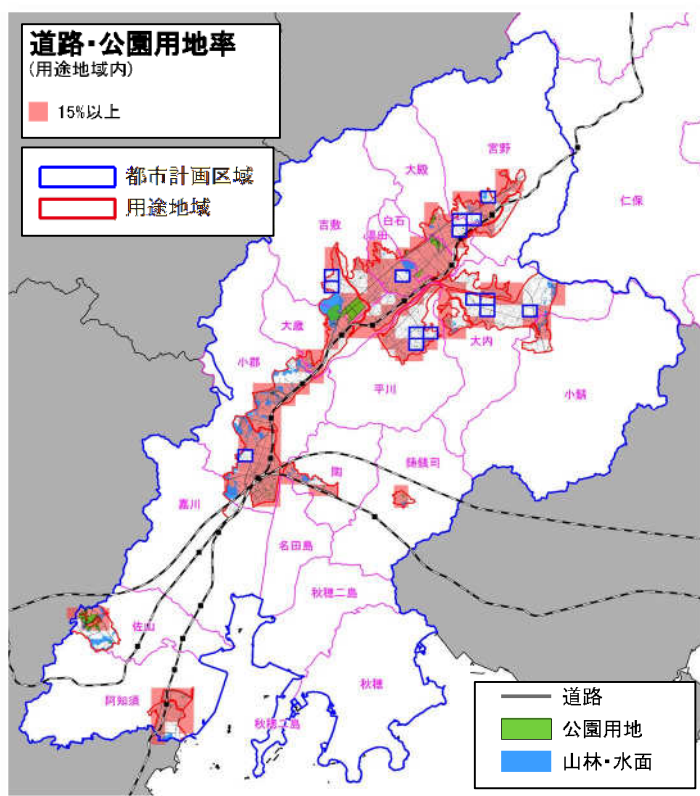 道路・公園用地率
(用途地域内)
15%以上
都市計画区域
用途地域
宮野
大殿
仁保
白石
吉敷
湯田
大歳
大内
小郡
平川
小鯖
鋳銭司
陶
嘉川
名田島
秋穂二島
佐山
秋穂
阿知須
秋穂二島
道路
公園用地
山林・水面